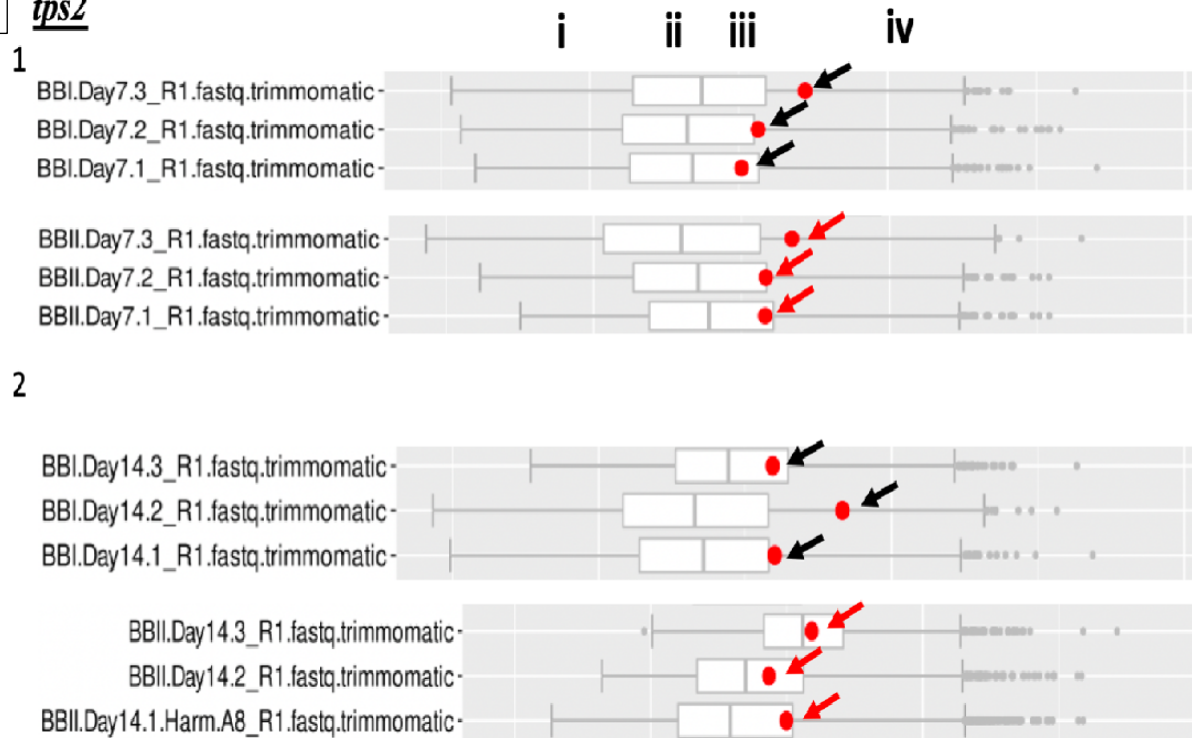 tps2
i ii iii iv
1
BBI.Day7.3_R1.fastq.trimmomatic
BBI.Day7.2_R1.fastq.trimmomatic
BBI.Day7.1_R1.fastq.trimmomatic
BBII.Day7.3_R1.fastq.trimmomatic
BBII.Day7.2_R1.fastq.trimmomatic
BBII.Day7.1_R1.fastq.trimmomatic
2
BBI.Day14.3_R1.fastq.trimmomatic
BBI.Day14.2_R1.fastq.trimmomatic
BBI.Day14.1_R1.fastq.trimmomatic
BBII.Day14.3_R1.fastq.trimmomatic
BBII.Day14.2_R1.fastq.trimmomatic
BBII.Day14.1.Harm.A8_R1.fastq.trimmomatic